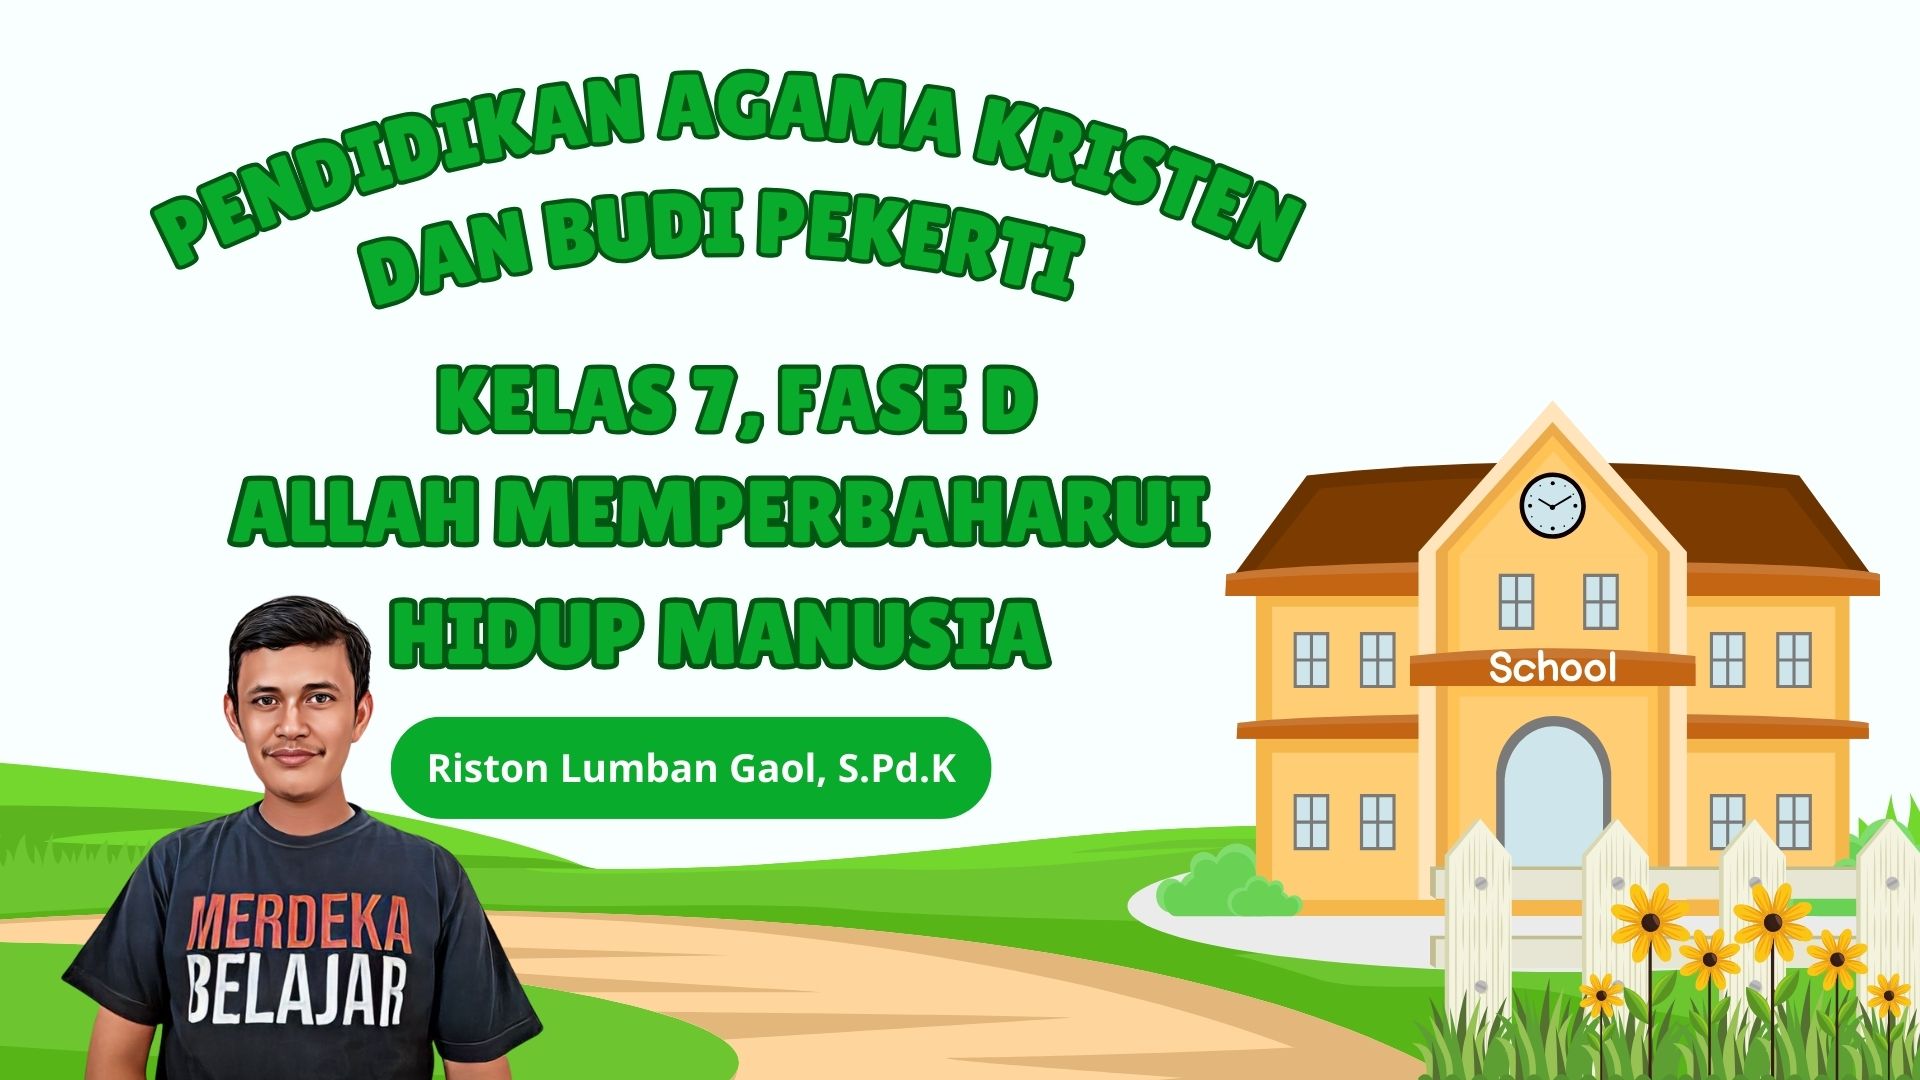 PENDIDIKAN AGAMA KRISTEN
DAN BUDI PEKERTI
KELAS 7, FASE D
ALLAH MEMPERBAHARUI
HIDUP MANUSIA
Riston Lumban Gaol, S.Pd.K
School
MERDEKA
BELAJAR